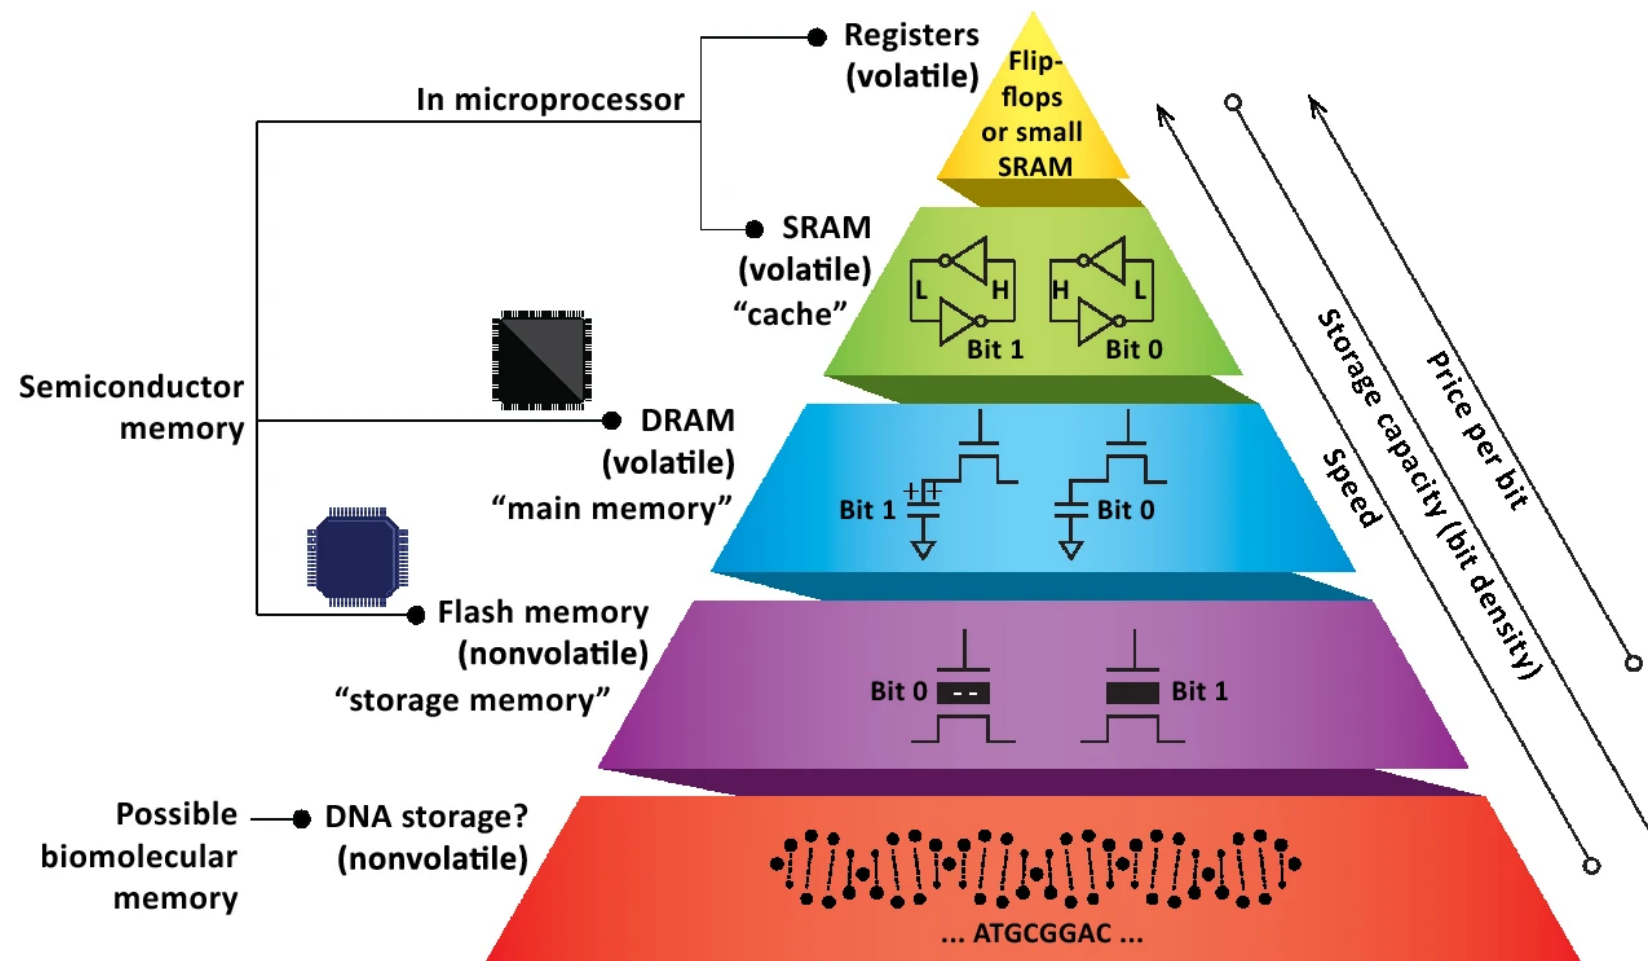 Registers
(volatile)
Flip-
flops
or small
SRAM
In microprocessor
SRAM
(volatile)
“cache”
L
H
Bit 1
H
L
Bit 0
Semiconductor
memory
DRAM
(volatile)
“main memory”
++
Bit 1
Bit 0
Flash memory
(nonvolatile)
“storage memory”
Bit 0
--
Bit 1
Possible
biomolecular
memory
DNA storage?
(nonvolatile)
... ATGCGGAC ...
Speed
Storage capacity (bit density)
Price per bit